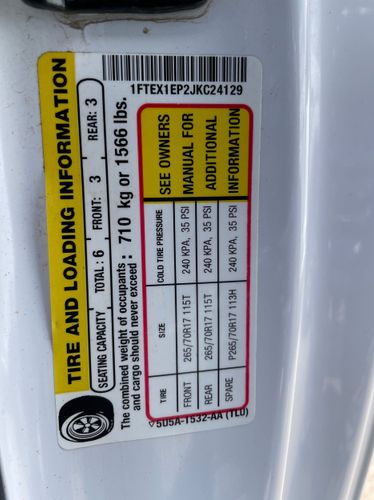 1FTEX1EP2JKC24129
TIRE AND LOADING INFORMATION
SEATING CAPACITY TOTAL : 6 FRONT: 3 REAR: 3
The combined weight of occupants : 710 kg or 1566 lbs.
and cargo should never exceed
TIRE SIZE COLD TIRE PRESSURE SEE OWNERS
FRONT 265/70R17 115T 240 KPA, 35 PSI MANUAL FOR
REAR 265/70R17 115T 240 KPA, 35 PSI ADDITIONAL
SPARE P265/70R17 113H 240 KPA, 35 PSI INFORMATION
5U5A-1532-AA (TLU)